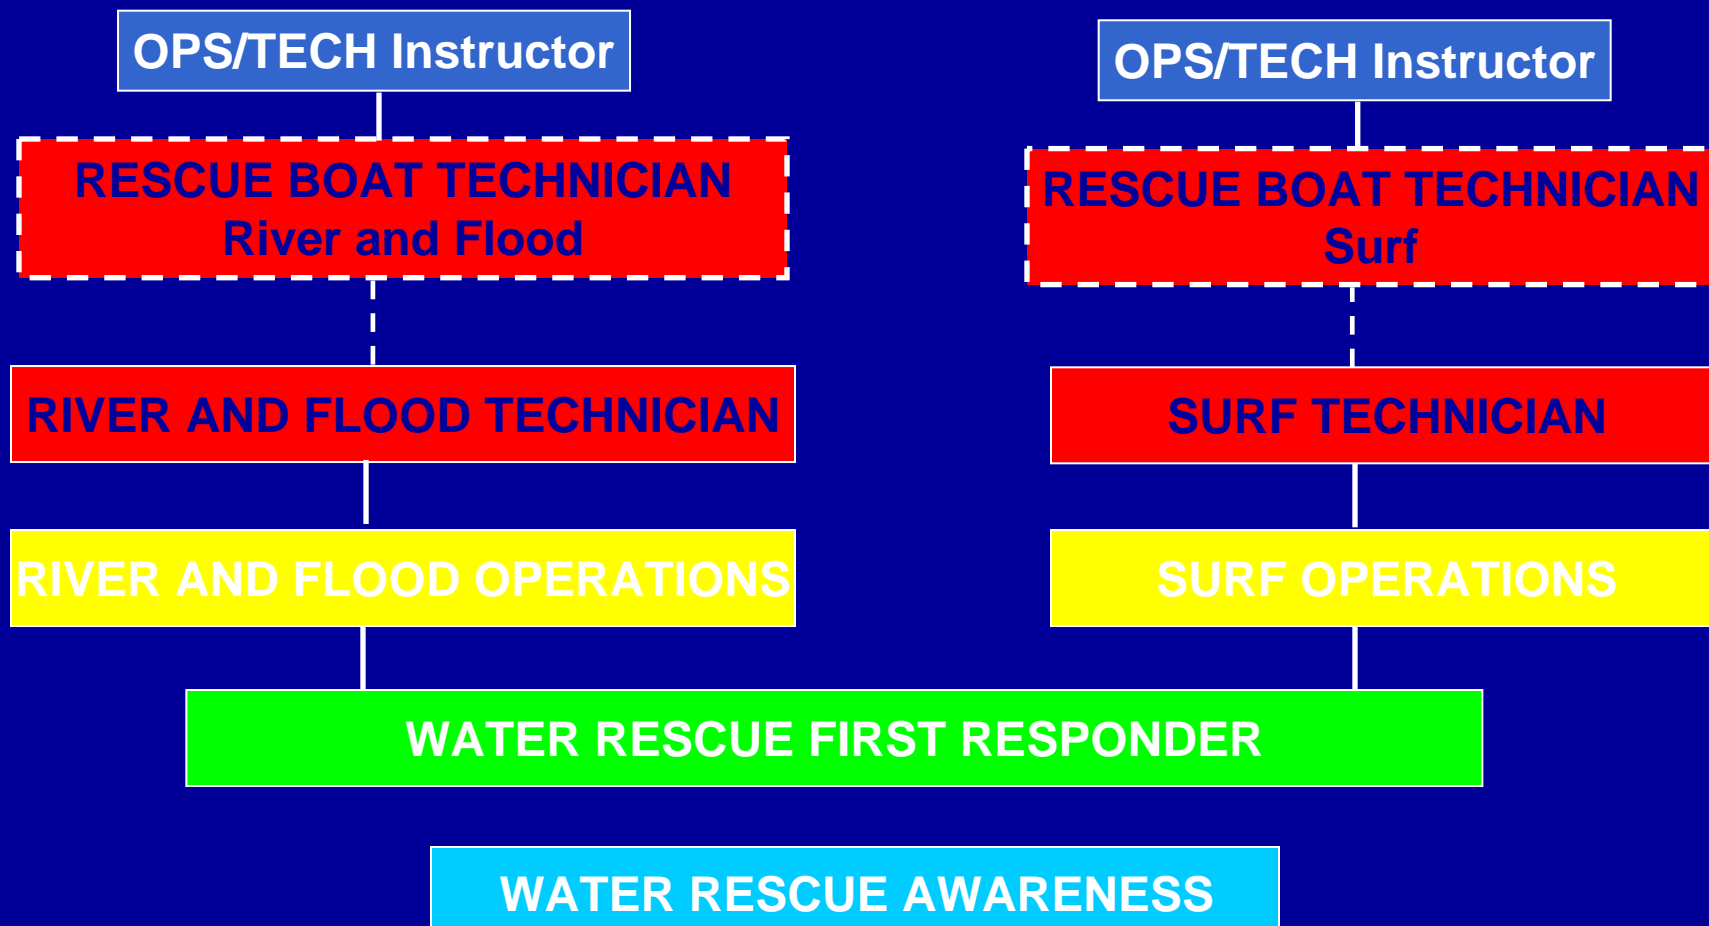 OPS/TECH Instructor
OPS/TECH Instructor
RESCUE BOAT TECHNICIAN
River and Flood
RESCUE BOAT TECHNICIAN
Surf
RIVER AND FLOOD TECHNICIAN
SURF TECHNICIAN
RIVER AND FLOOD OPERATIONS
SURF OPERATIONS
WATER RESCUE FIRST RESPONDER
WATER RESCUE AWARENESS